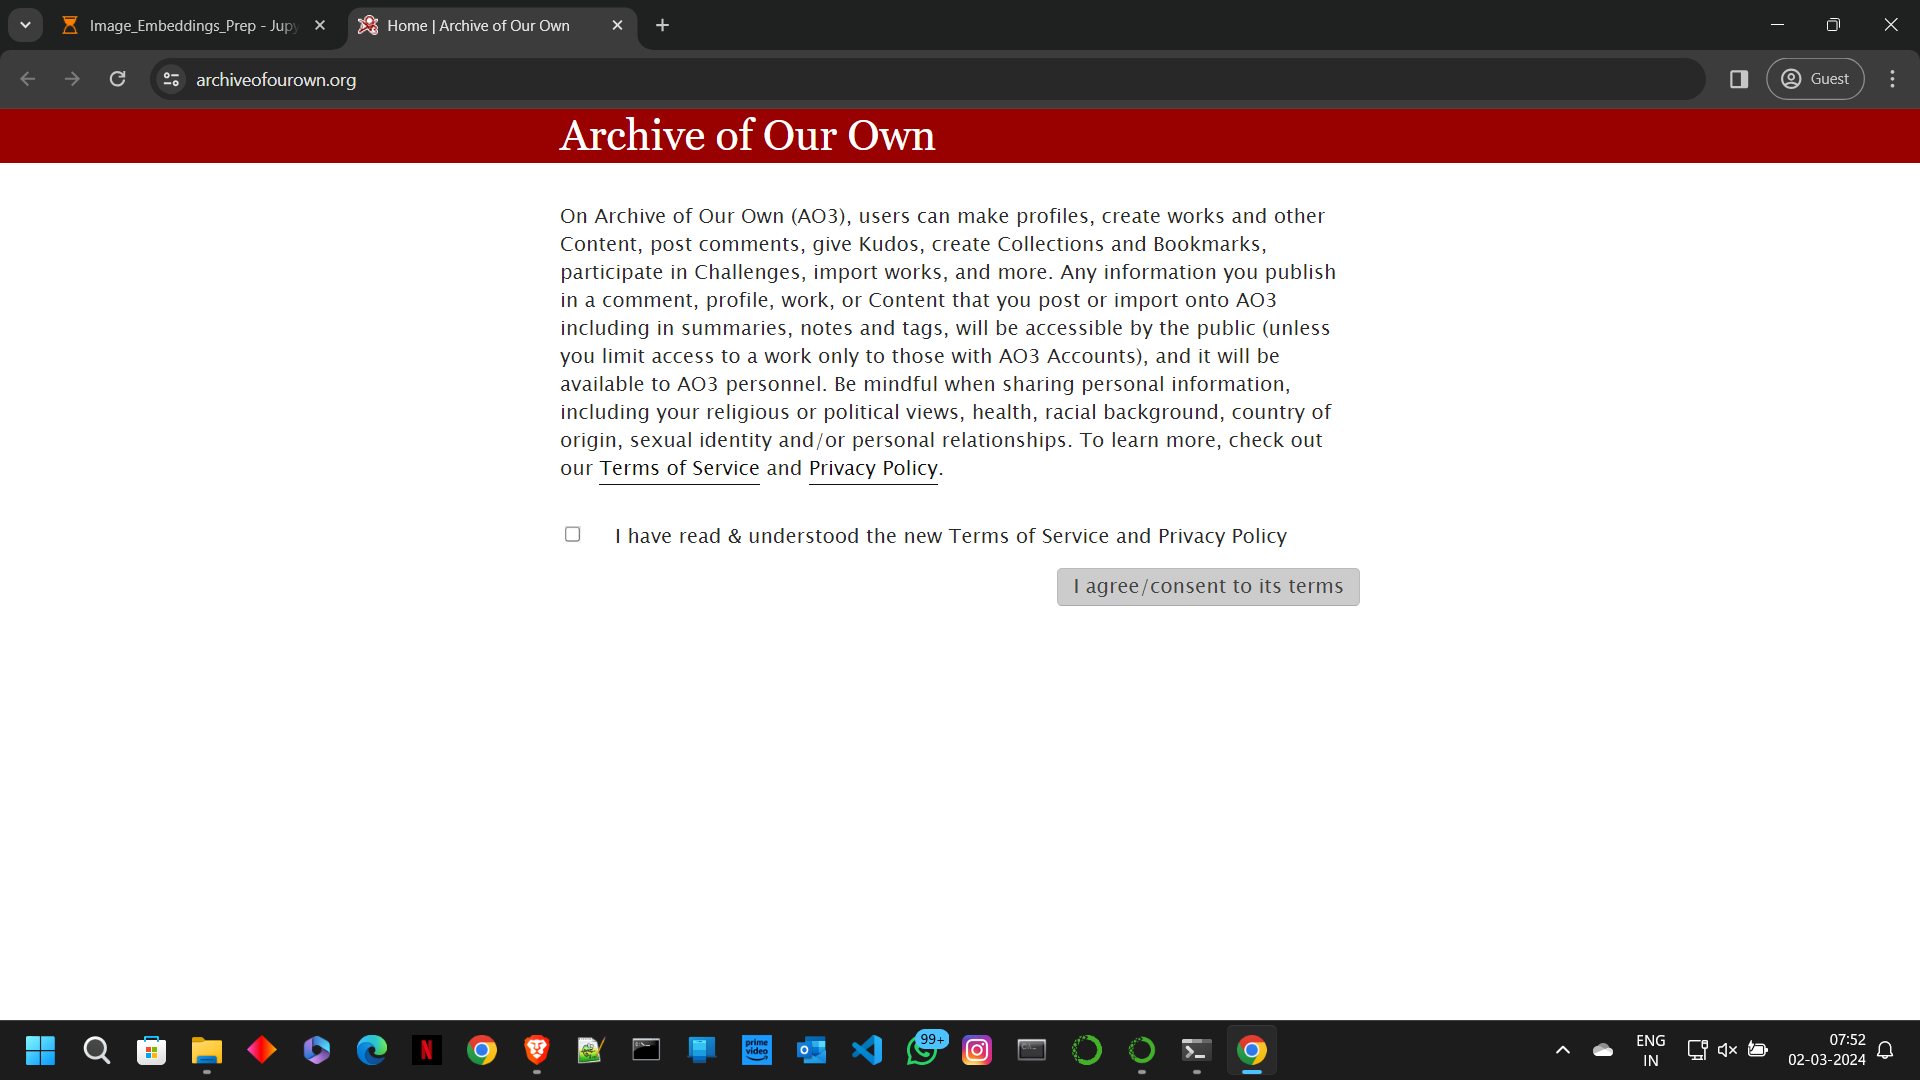 Image_Embeddings_Prep - Jupy
Home | Archive of Our Own
archiveofourown.org
Guest
Archive of Our Own
On Archive of Our Own (AO3), users can make profiles, create works and other
Content, post comments, give Kudos, create Collections and Bookmarks,
participate in Challenges, import works, and more. Any information you publish
in a comment, profile, work, or Content that you post or import onto AO3
including in summaries, notes and tags, will be accessible by the public (unless
you limit access to a work only to those with AO3 Accounts), and it will be
available to AO3 personnel. Be mindful when sharing personal information,
including your religious or political views, health, racial background, country of
origin, sexual identity and/or personal relationships. To learn more, check out
our Terms of Service and Privacy Policy.
I have read & understood the new Terms of Service and Privacy Policy
I agree/consent to its terms
N
prime
video
99+
ENG
IN
07:52
02-03-2024